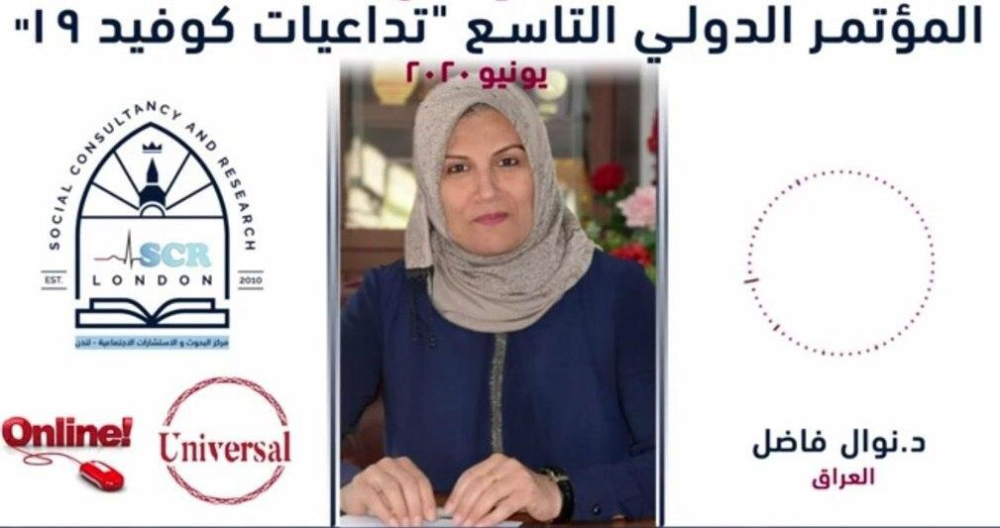 المؤتمر الدولي التاسع "تداعيات كوفيد ١٩"
يونيو ٢٠٢٠
SOCIAL CONSULTANCY AND RESEARCH
SCR
EST. LONDON 2010
مركز البحوث و الاستشارات الاجتماعية - لندن
Online!
Universal
د.نوال فاضل
العراق